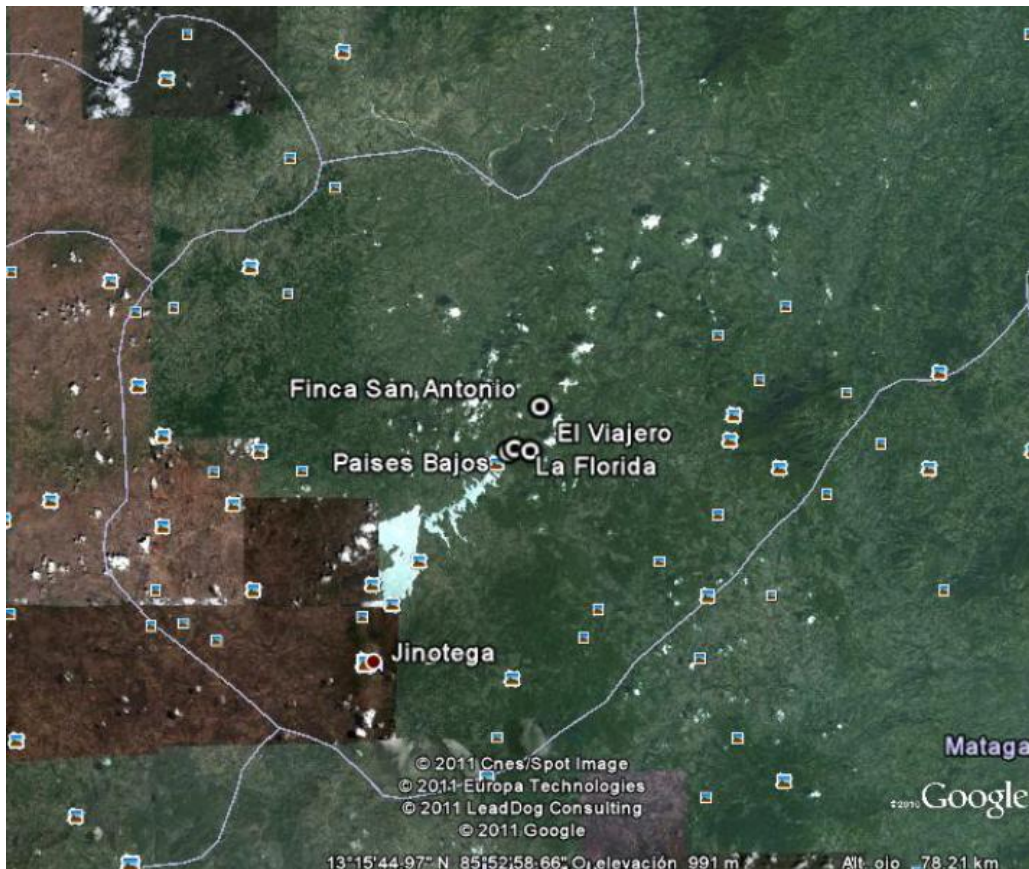 Finca San Antonio
El Viajero
Paises Bajos
La Florida
Jinotega
© 2011 Cnes/Spot Image
© 2011 Europa Technologies
© 2011 LeadDog Consulting
© 2011 Google
Mataga
©2010 Google
13°15'44.97" N 85°52'58.66" O elevación 991 m Alt. ojo 78.21 km